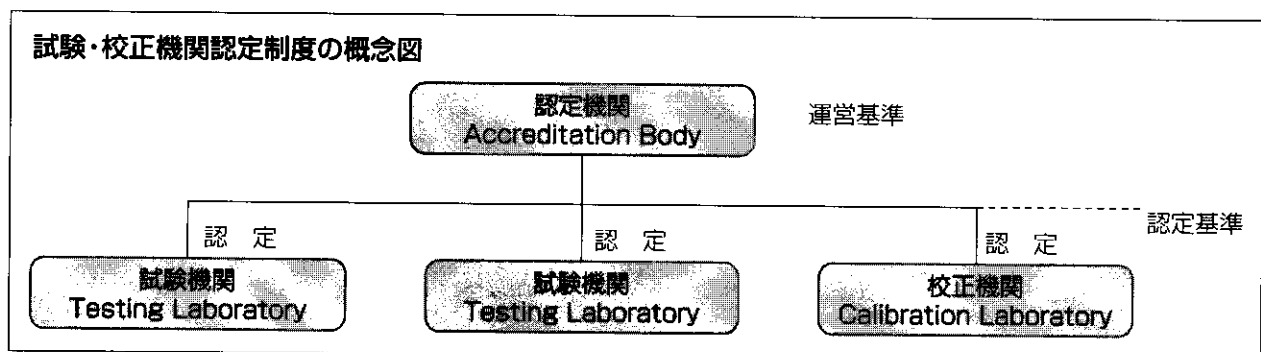 試験・校正機関認定制度の概念図
認定機関
Accreditation Body
運営基準
認定基準
認 定
認 定
認 定
試験機関
Testing Laboratory
試験機関
Testing Laboratory
校正機関
Calibration Laboratory